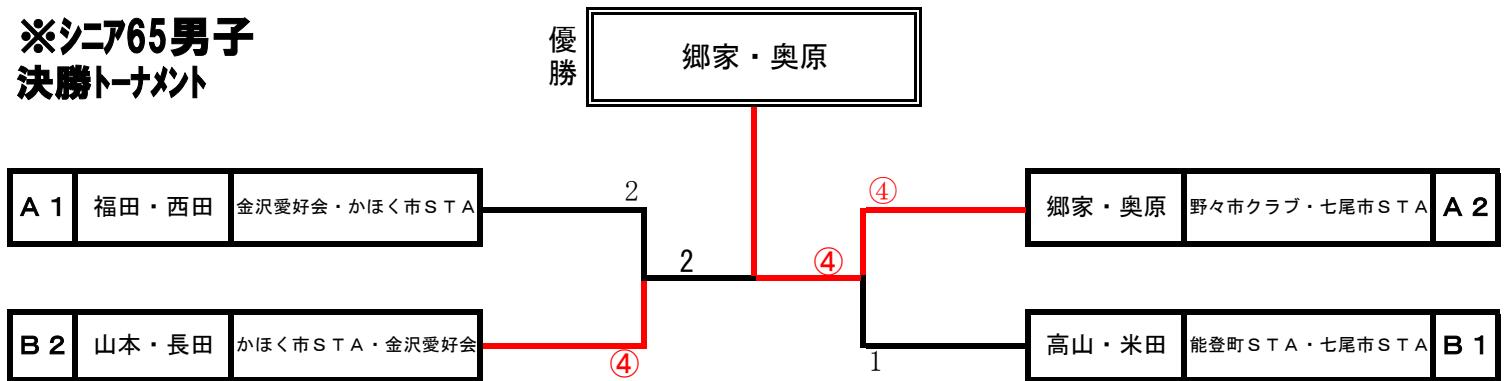 ※シニア65男子
決勝トーナメント
優勝
郷家・奥原
A1 福田・西田 金沢愛好会・かほく市STA
2
④
郷家・奥原 野々市クラブ・七尾市STA A2
2
④
B2 山本・長田 かほく市STA・金沢愛好会
④
1
高山・米田 能登町STA・七尾市STA B1